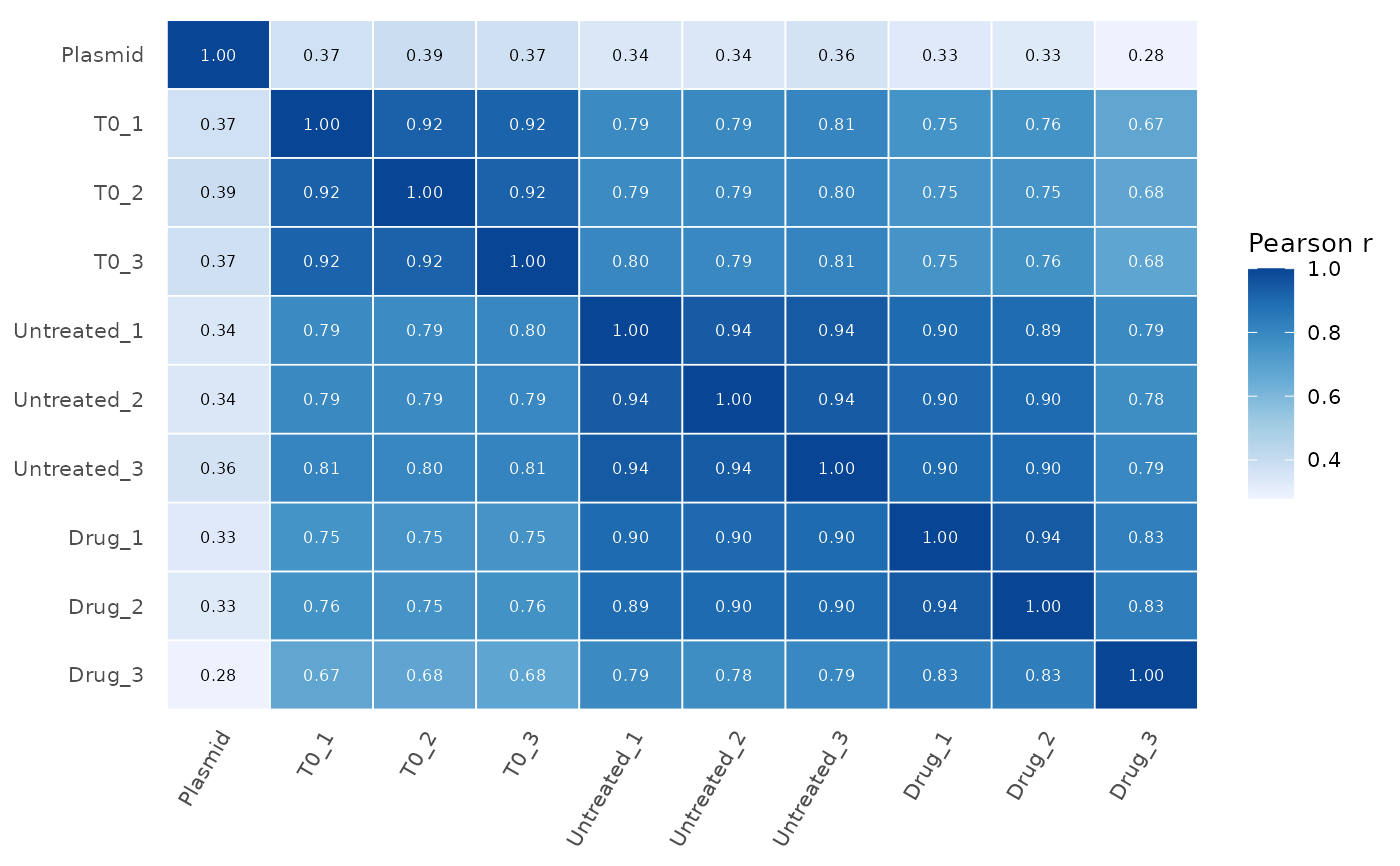 Plasmid 1.00 0.37 0.39 0.37 0.34 0.34 0.36 0.33 0.33 0.28
T0_1 0.37 1.00 0.92 0.92 0.79 0.79 0.81 0.75 0.76 0.67
T0_2 0.39 0.92 1.00 0.92 0.79 0.79 0.80 0.75 0.75 0.68
T0_3 0.37 0.92 0.92 1.00 0.80 0.79 0.81 0.75 0.76 0.68
Untreated_1 0.34 0.79 0.79 0.80 1.00 0.94 0.94 0.90 0.89 0.79
Untreated_2 0.34 0.79 0.79 0.79 0.94 1.00 0.94 0.90 0.90 0.78
Untreated_3 0.36 0.81 0.80 0.81 0.94 0.94 1.00 0.90 0.90 0.79
Drug_1 0.33 0.75 0.75 0.75 0.90 0.90 0.90 1.00 0.94 0.83
Drug_2 0.33 0.76 0.75 0.76 0.89 0.90 0.90 0.94 1.00 0.83
Drug_3 0.28 0.67 0.68 0.68 0.79 0.78 0.79 0.83 0.83 1.00
Plasmid T0_1 T0_2 T0_3 Untreated_1 Untreated_2 Untreated_3 Drug_1 Drug_2 Drug_3
Pearson r
1.0
0.8
0.6
0.4